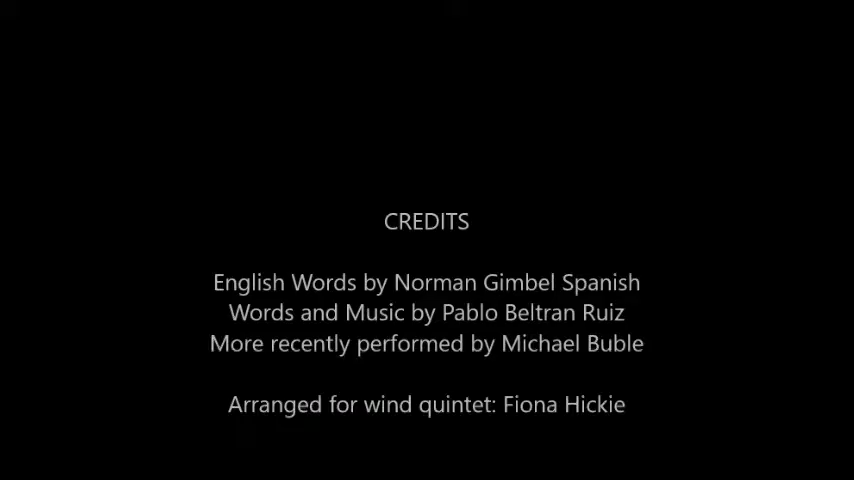 CREDITS
English Words by Norman Gimbel Spanish
Words and Music by Pablo Beltran Ruiz
More recently performed by Michael Buble
Arranged for wind quintet: Fiona Hickie